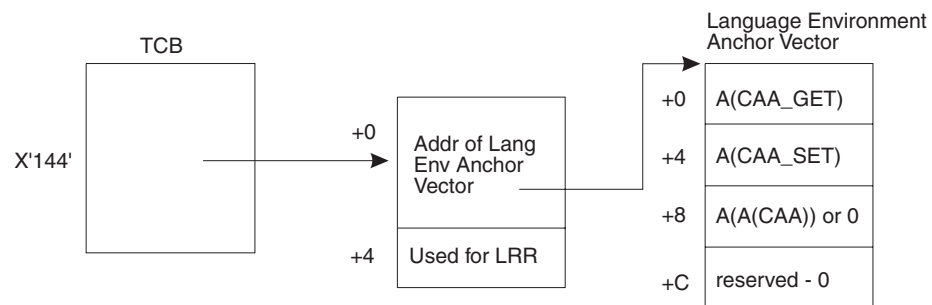 TCB
X'144'
+0
Addr of Lang
Env Anchor
Vector
+4
Used for LRR
Language Environment
Anchor Vector
+0
A(CAA_GET)
+4
A(CAA_SET)
+8
A(A(CAA)) or 0
+C
reserved - 0